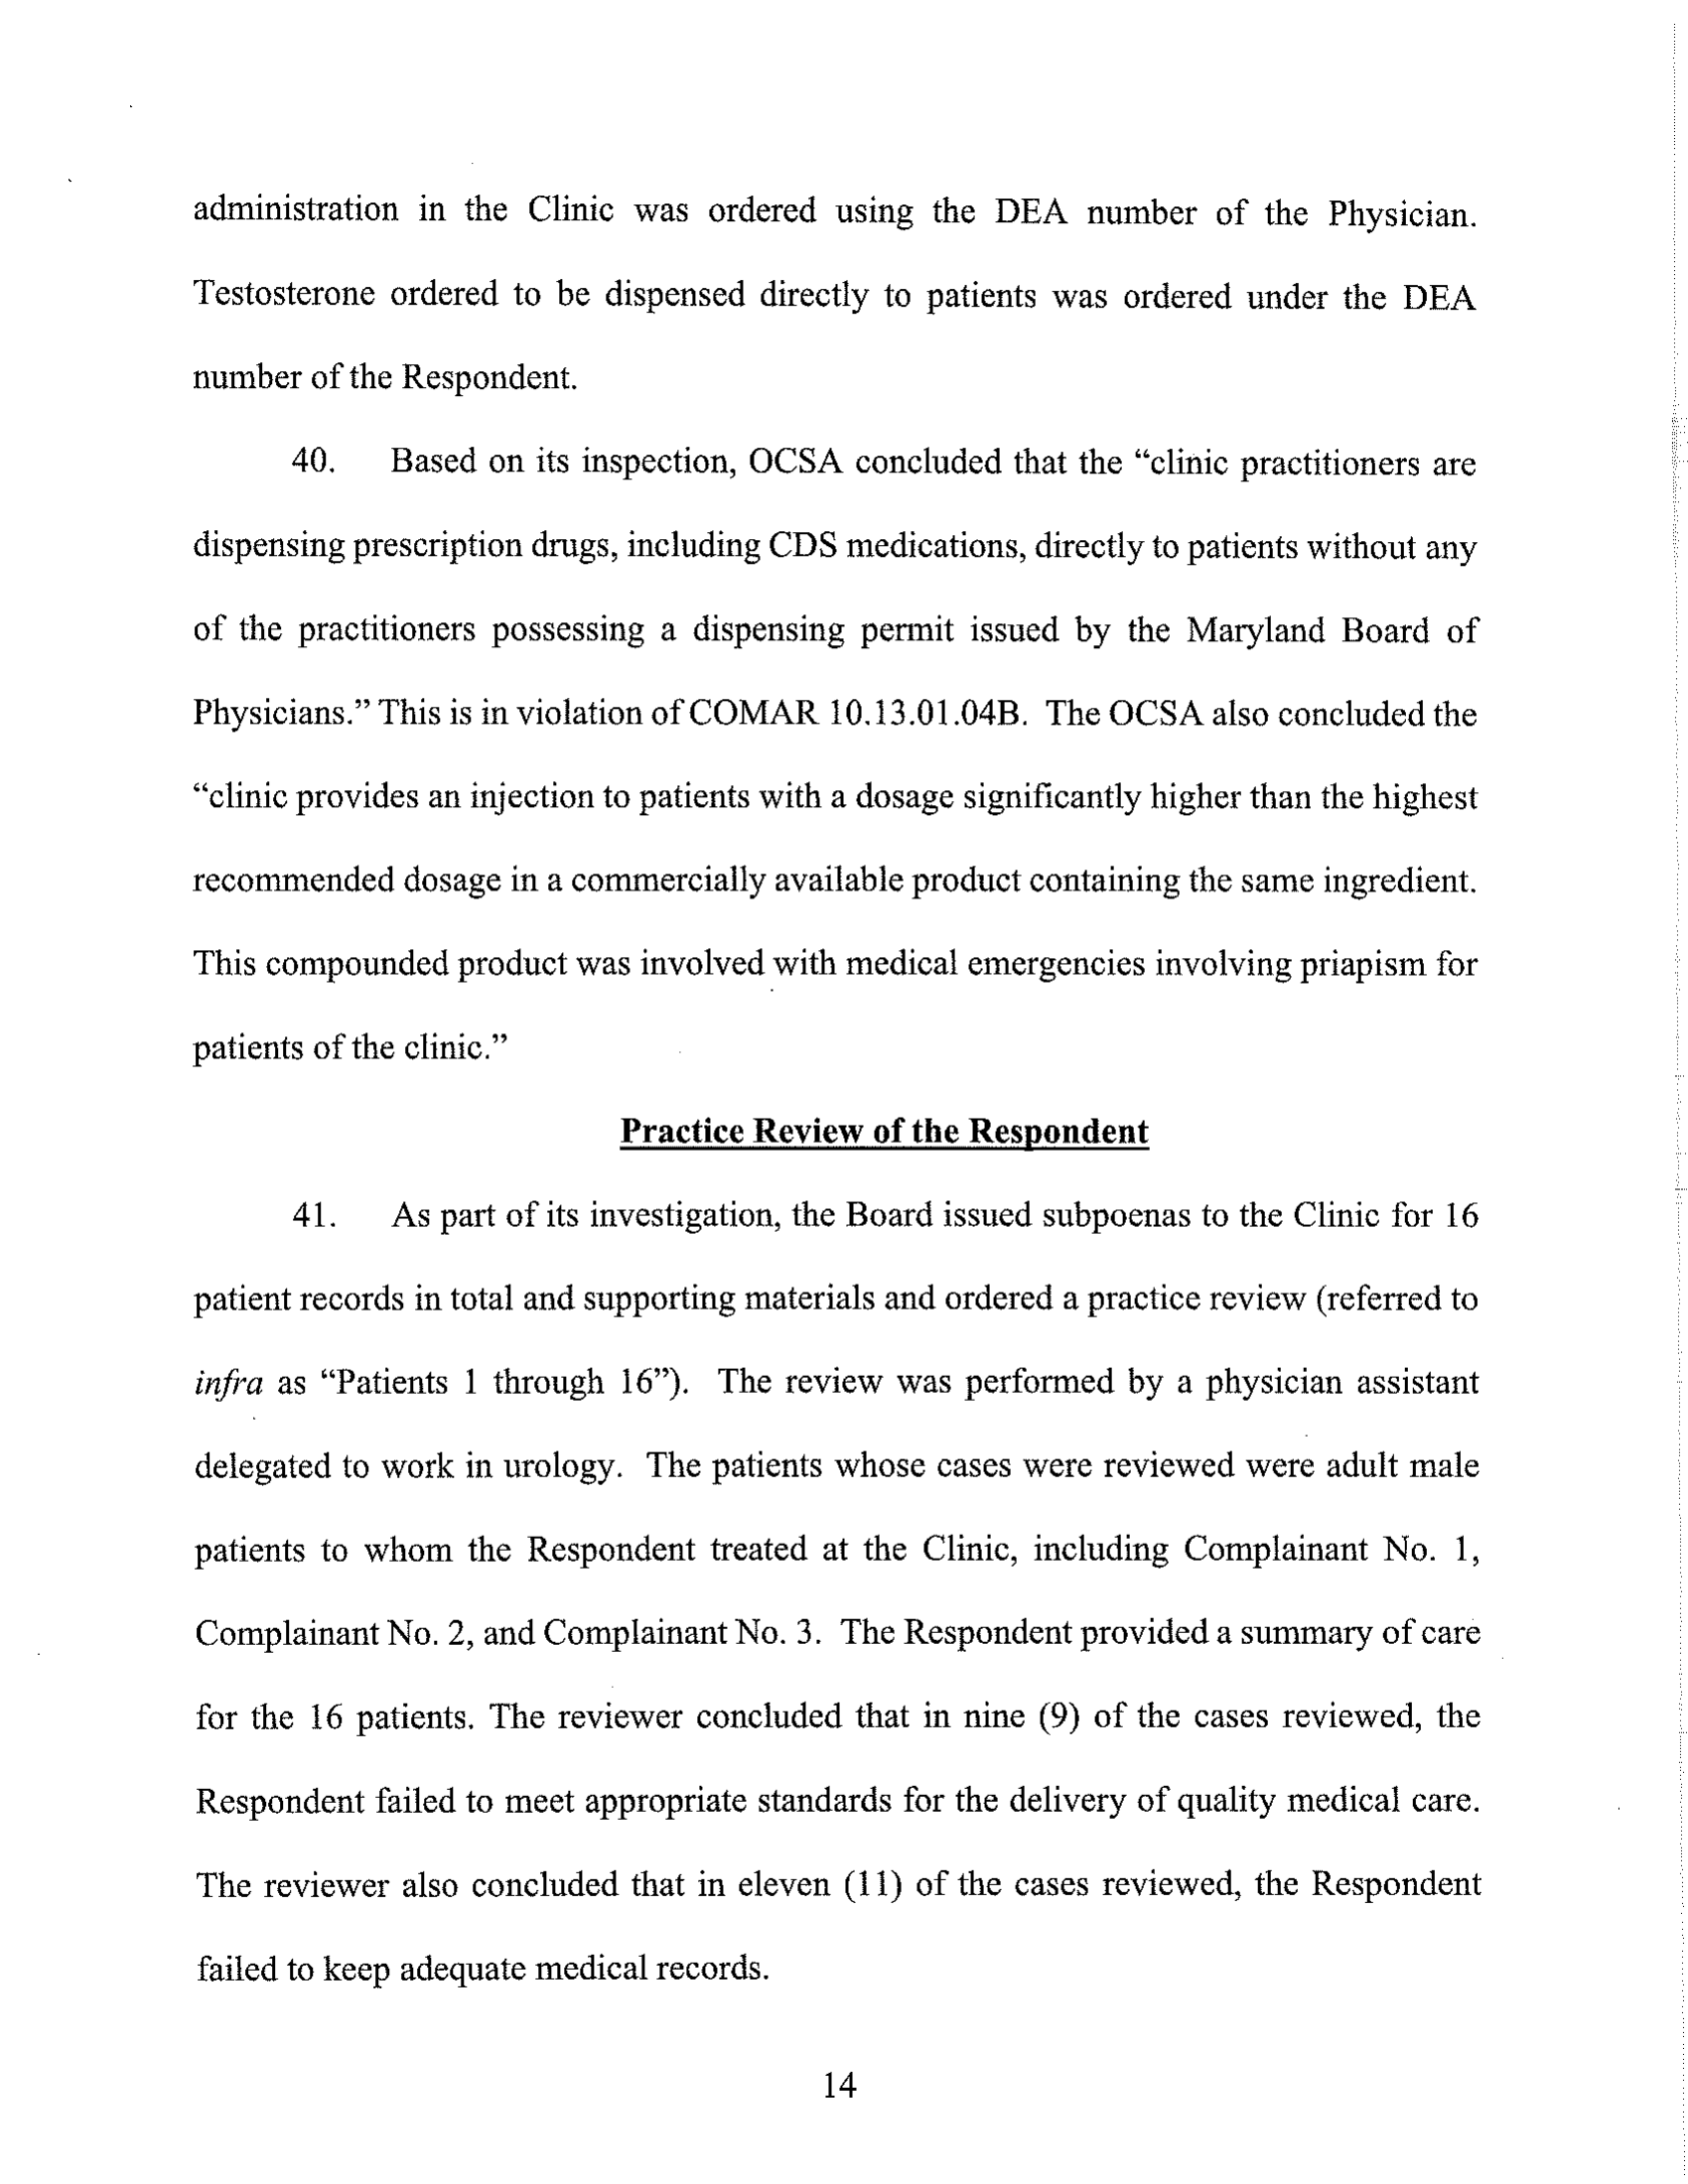 administration in the Clinic was ordered using the DEA number of the Physician.
Testosterone ordered to be dispensed directly to patients was ordered under the DEA
number of the Respondent.
40. Based on its inspection, OCSA concluded that the “clinic practitioners are
dispensing prescription drugs, including CDS medications, directly to patients without any
of the practitioners possessing a dispensing permit issued by the Maryland Board of
Physicians.” This is in violation of COMAR 10.13.01.04B. The OCSA also concluded the
“clinic provides an injection to patients with a dosage significantly higher than the highest
recommended dosage in a commercially available product containing the same ingredient.
This compounded product was involved with medical emergencies involving priapism for
patients of the clinic.”
Practice Review of the Respondent
41. As part of its investigation, the Board issued subpoenas to the Clinic for 16
patient records in total and supporting materials and ordered a practice review (referred to
infra as “Patients 1 through 16”). The review was performed by a physician assistant
delegated to work in urology. The patients whose cases were reviewed were adult male
patients to whom the Respondent treated at the Clinic, including Complainant No. 1,
Complainant No. 2, and Complainant No. 3. The Respondent provided a summary of care
for the 16 patients. The reviewer concluded that in nine (9) of the cases reviewed, the
Respondent failed to meet appropriate standards for the delivery of quality medical care.
The reviewer also concluded that in eleven (11) of the cases reviewed, the Respondent
failed to keep adequate medical records.
14